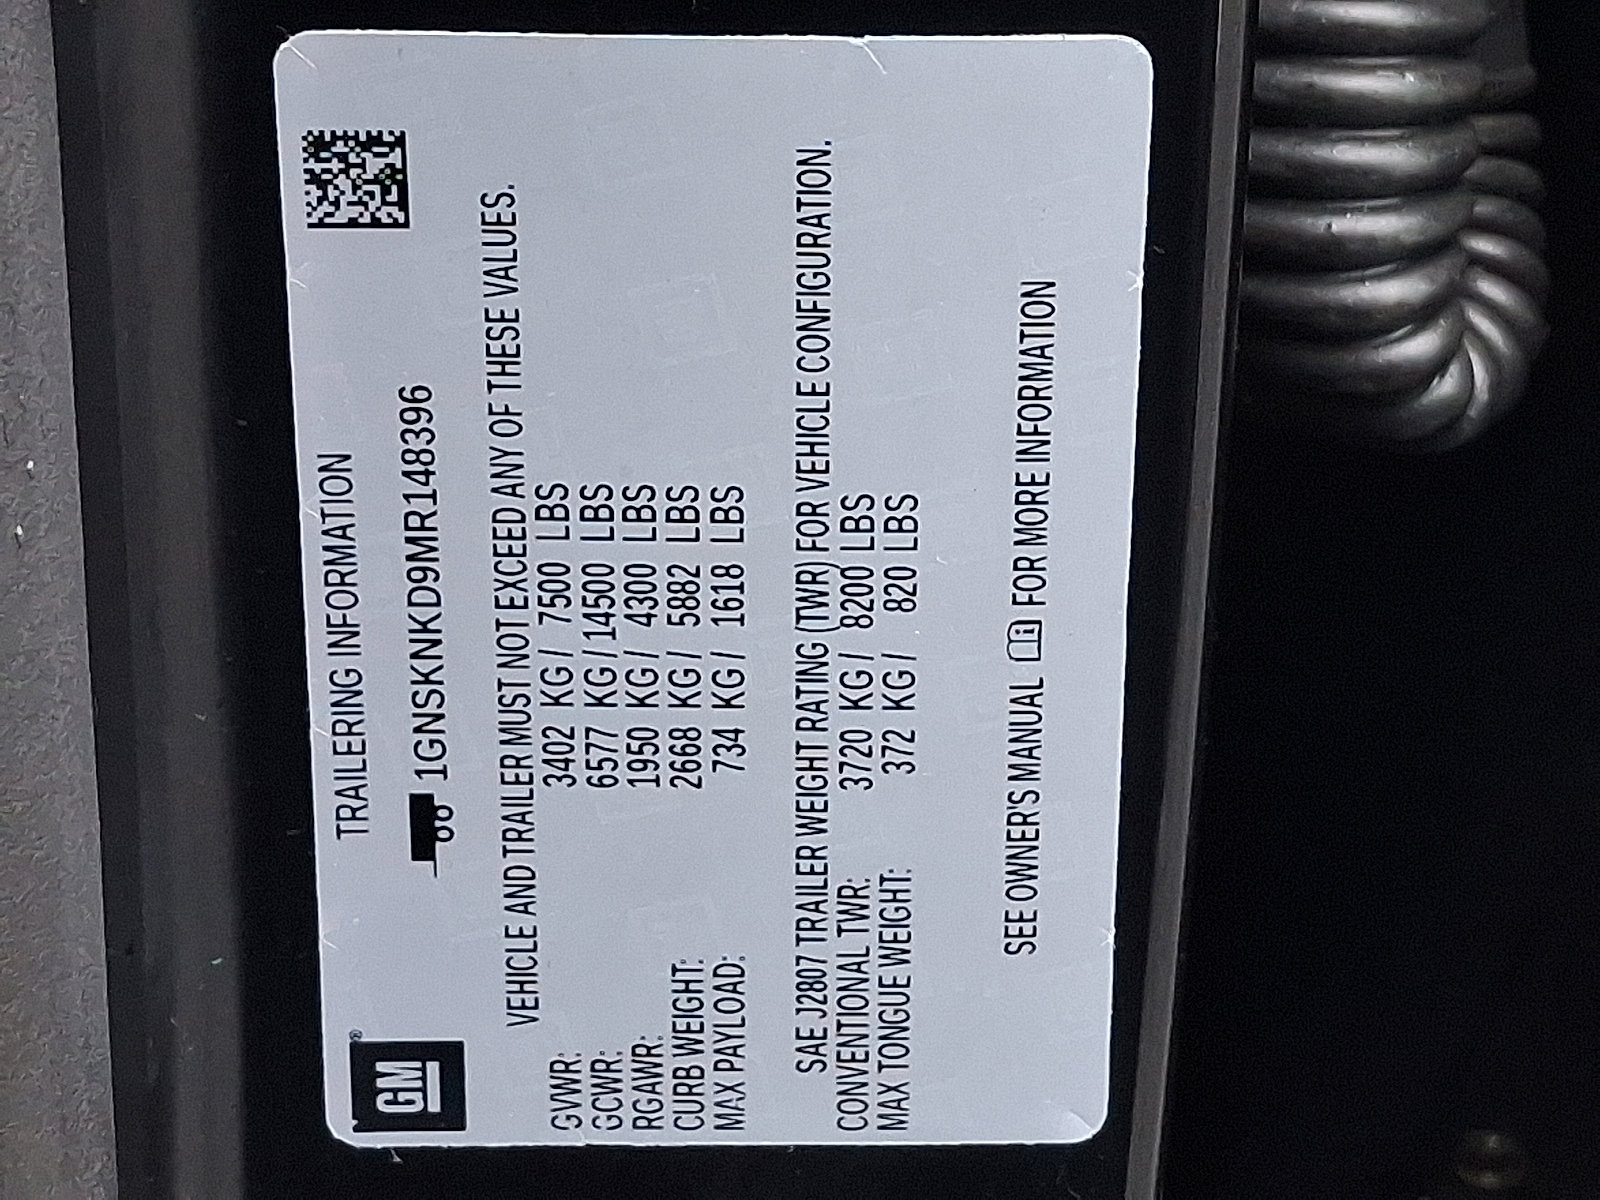 GM®
TRAILERING INFORMATION
1GNSKNKD9MR148396
VEHICLE AND TRAILER MUST NOT EXCEED ANY OF THESE VALUES.
GVWR: 3402 KG / 7500 LBS
GCWR: 6577 KG / 14500 LBS
RGAWR: 1950 KG / 4300 LBS
CURB WEIGHT: 2668 KG / 5882 LBS
MAX PAYLOAD: 734 KG / 1618 LBS
SAE J2807 TRAILER WEIGHT RATING (TWR) FOR VEHICLE CONFIGURATION.
CONVENTIONAL TWR: 3720 KG / 8200 LBS
MAX TONGUE WEIGHT: 372 KG / 820 LBS
SEE OWNER'S MANUAL FOR MORE INFORMATION